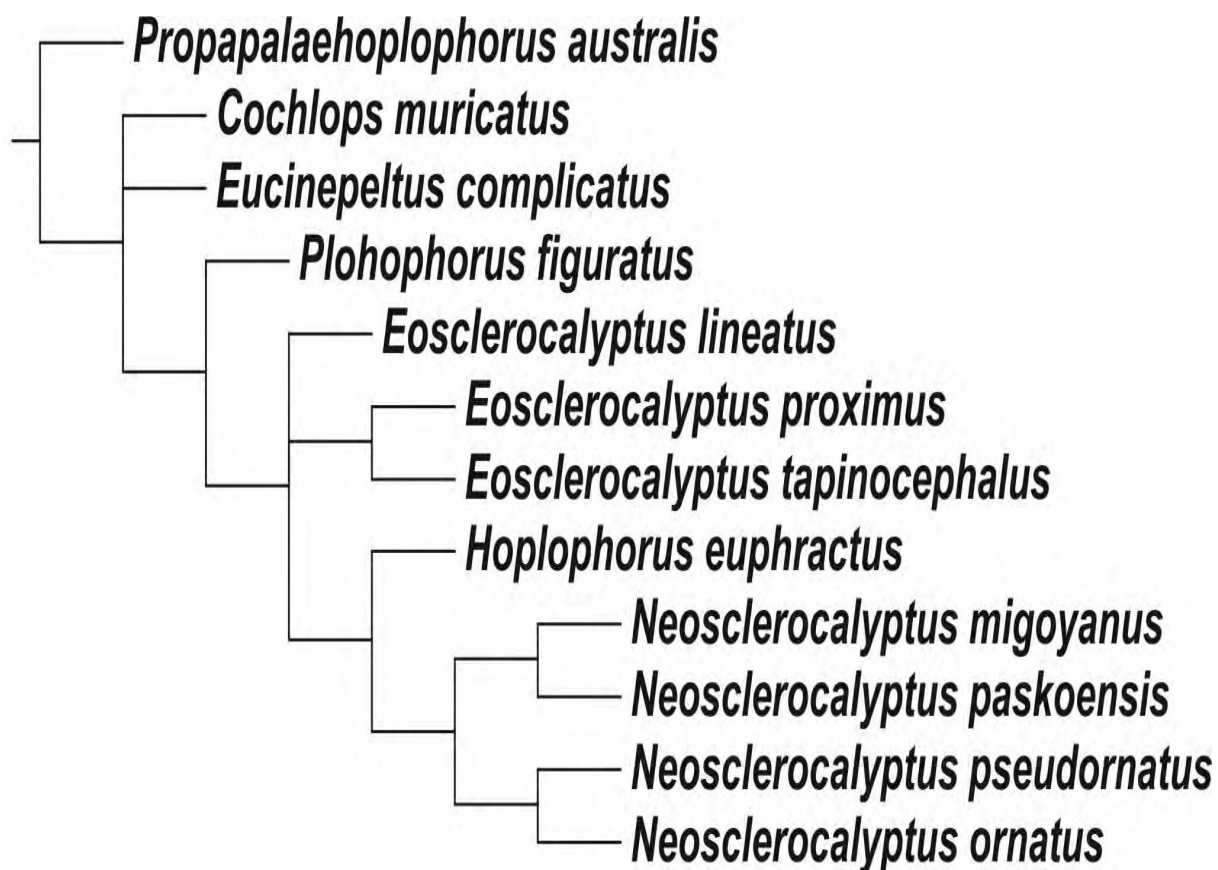 Propapalaehoplophorus australis
Cochlops muricatus
Eucinepeltus complicatus
Plohophorus figuratus
Eosclerocalyptus lineatus
Eosclerocalyptus proximus
Eosclerocalyptus tapinocephalus
Hoplophorus euphractus
Neosclerocalyptus migoyanus
Neosclerocalyptus paskoensis
Neosclerocalyptus pseudornatus
Neosclerocalyptus ornatus